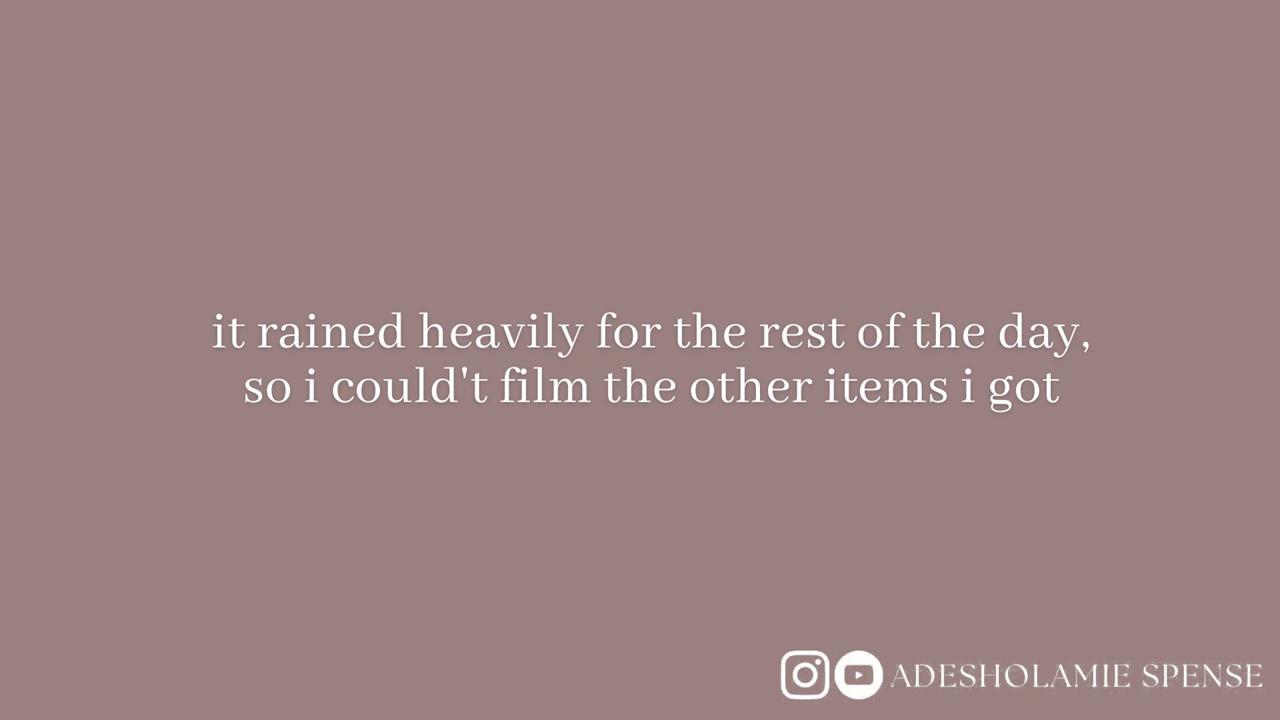 it rained heavily for the rest of the day,
so i could't film the other items i got
ADESHOLAMIE SPENSE